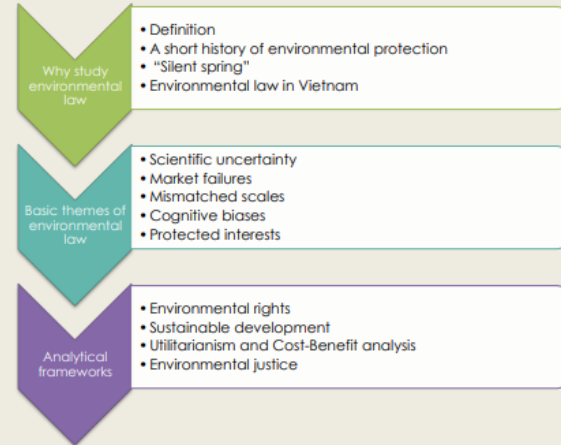 Why study
environmental
law
• Definition
• A short history of environmental protection
• “Silent spring”
• Environmental law in Vietnam
Basic themes of
environmental
law
• Scientific uncertainty
• Market failures
• Mismatched scales
• Cognitive biases
• Protected interests
Analytical
frameworks
• Environmental rights
• Sustainable development
• Utilitarianism and Cost-Benefit analysis
• Environmental justice